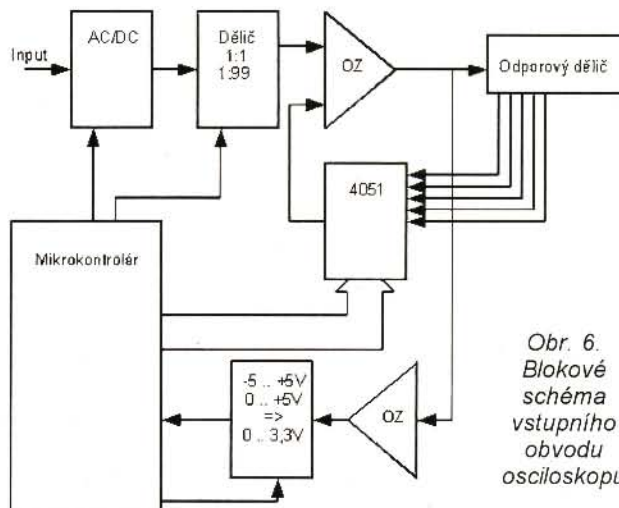 Input
AC/DC
Dělič
1:1
1:99
OZ
Odporový dělič
4051
Mikrokontrolár
-5 .. +5V
0 .. +5V
=>
0 .. 3,3V
OZ
Obr. 6.
Blokové
schéma
vstupního
obvodu
osciloskopu